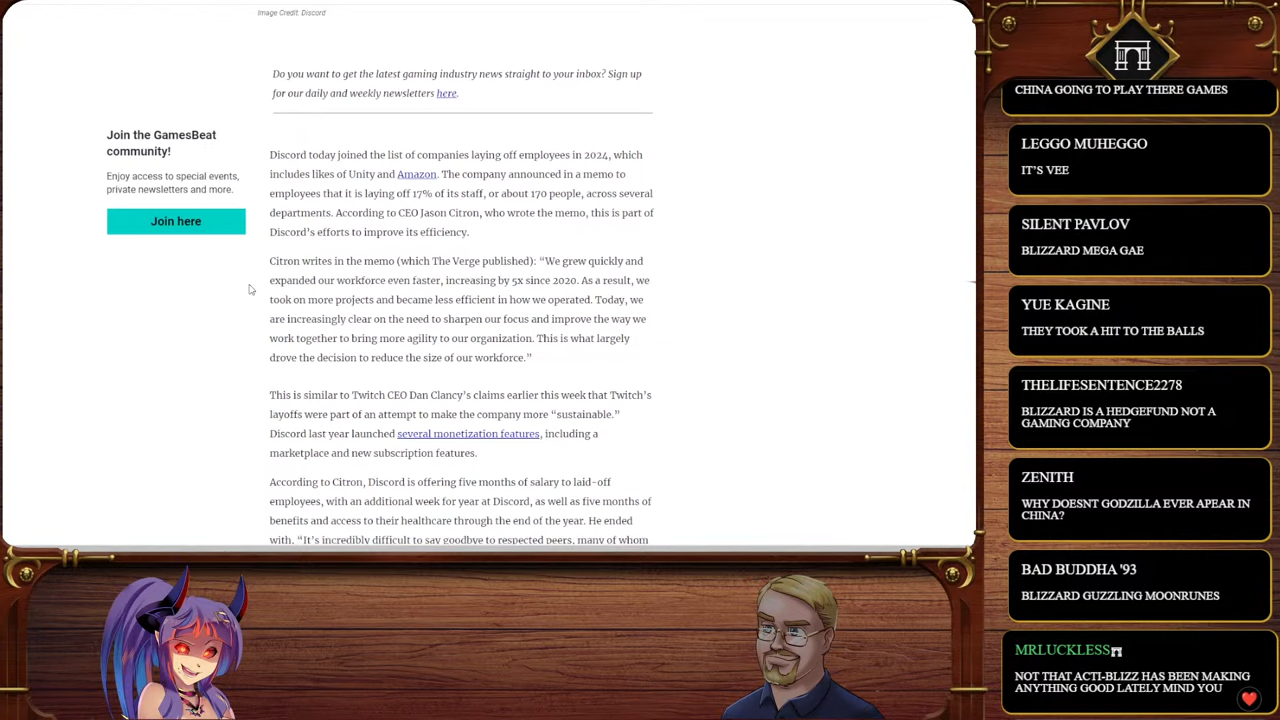 Image Credit: Discord
Do you want to get the latest gaming industry news straight to your inbox? Sign up
for our daily and weekly newsletters here.
Join the GamesBeat
community!
Enjoy access to special events,
private newsletters and more.
Join here
Discord today joined the list of companies laying off employees in 2024, which
includes likes of Unity and Amazon. The company announced in a memo to
employees that it is laying off 17% of its staff, or about 170 people, across several
departments. According to CEO Jason Citron, who wrote the memo, this is part of
Discord’s efforts to improve its efficiency.
Citron writes in the memo (which The Verge published): “We grew quickly and
expanded our workforce even faster, increasing by 5x since 2020. As a result, we
took on more projects and became less efficient in how we operated. Today, we
are increasingly clear on the need to sharpen our focus and improve the way we
work together to bring more agility to our organization. This is what largely
drove the decision to reduce the size of our workforce.”
This is similar to Twitch CEO Dan Clancy’s claims earlier this week that Twitch’s
layoffs were part of an attempt to make the company more “sustainable.”
Discord last year launched several monetization features, including a
marketplace and new subscription features.
According to Citron, Discord is offering five months of salary to laid-off
employees, with an additional week for year at Discord, as well as five months of
benefits and access to their healthcare through the end of the year. He ended
with, “It’s incredibly difficult to say goodbye to respected peers, many of whom
CHINA GOING TO PLAY THERE GAMES
LEGGO MUHEGGO
IT'S VEE
SILENT PAVLOV
BLIZZARD MEGA GAE
YUE KAGINE
THEY TOOK A HIT TO THE BALLS
THELIFESENTENCE2278
BLIZZARD IS A HEDGEFUND NOT A
GAMING COMPANY
ZENITH
WHY DOESNT GODZILLA EVER APEAR IN
CHINA?
BAD BUDDHA '93
BLIZZARD GUZZLING MOONRUNES
MRLUCKLESS
NOT THAT ACTI-BLIZZ HAS BEEN MAKING
ANYTHING GOOD LATELY MIND YOU